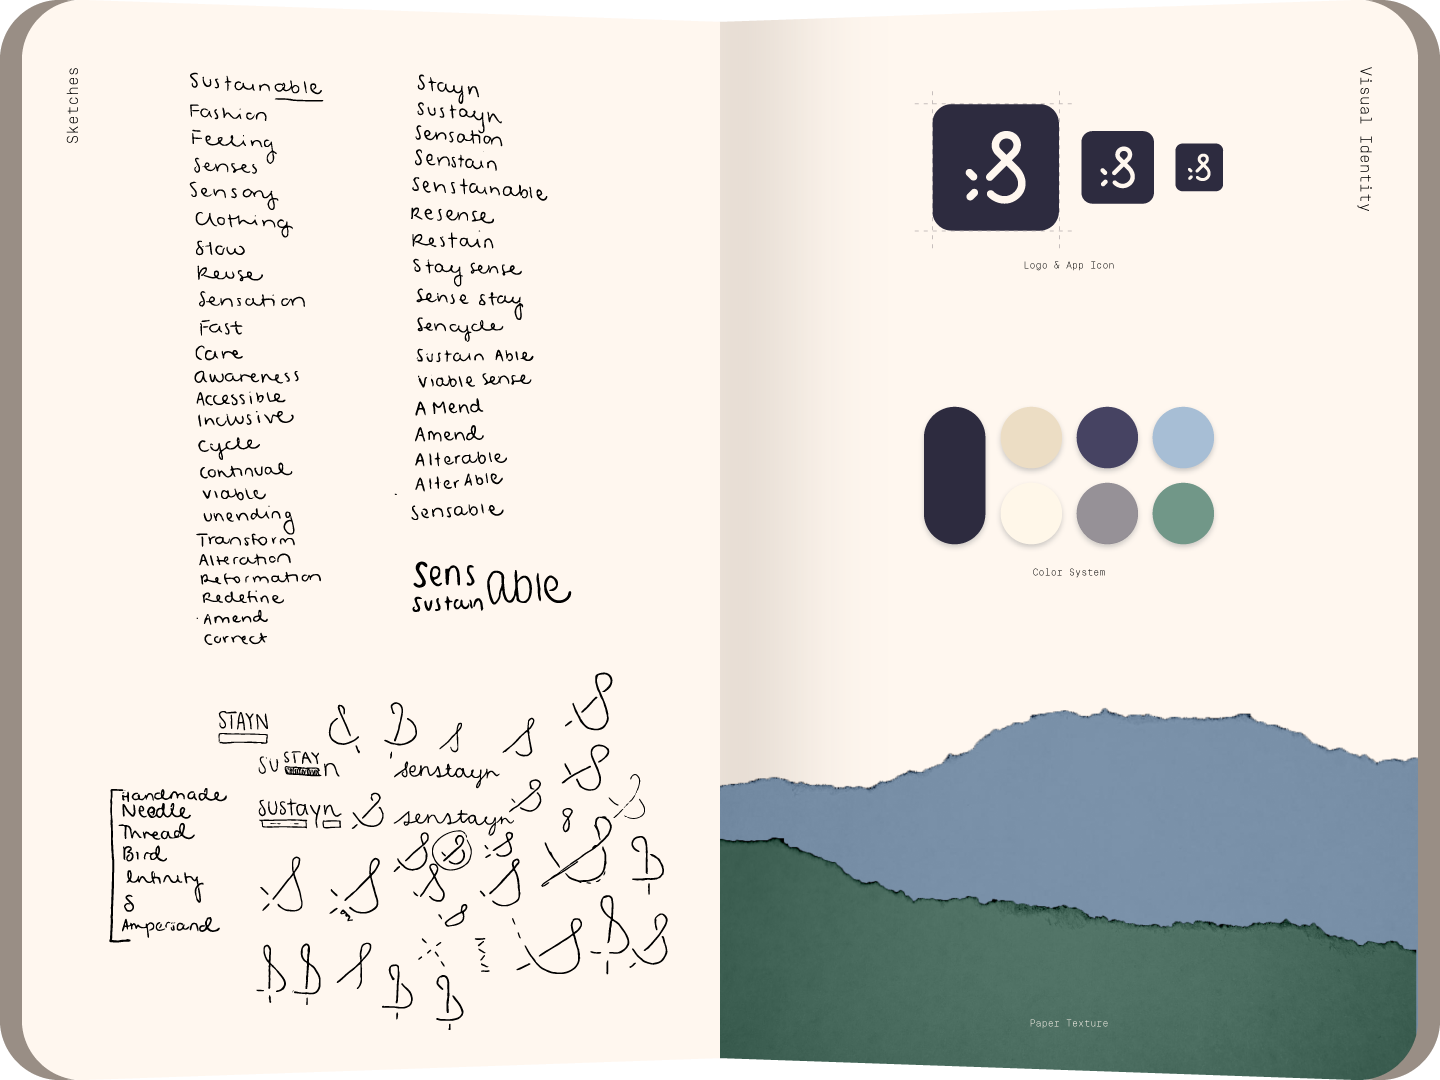 Sketches
Sustainable
Fashion
Feeling
Senses
Sensory
Clothing
Slow
Reuse
Sensation
Fast
Care
Awareness
Accessible
Inclusive
Cycle
continual
viable
unending
Transform
Alteration
Reformation
Redefine
Amend
Correct
Stayn
Sustayn
Sensation
Senstain
Senstainable
Resense
Restain
Stay sense
Sense stay
Sencycle
Sustain Able
Viable Sense
A Mend
Amend
Alterable
Alter Able
Sensable
Sens
sustain able
STAYN
Su STAY n
senstayn
sustayn
senstayn
Handmade
Needle
Thread
Bird
Infinity
8
Ampersand
Visual Identity
Logo & App Icon
Color System
Paper Texture